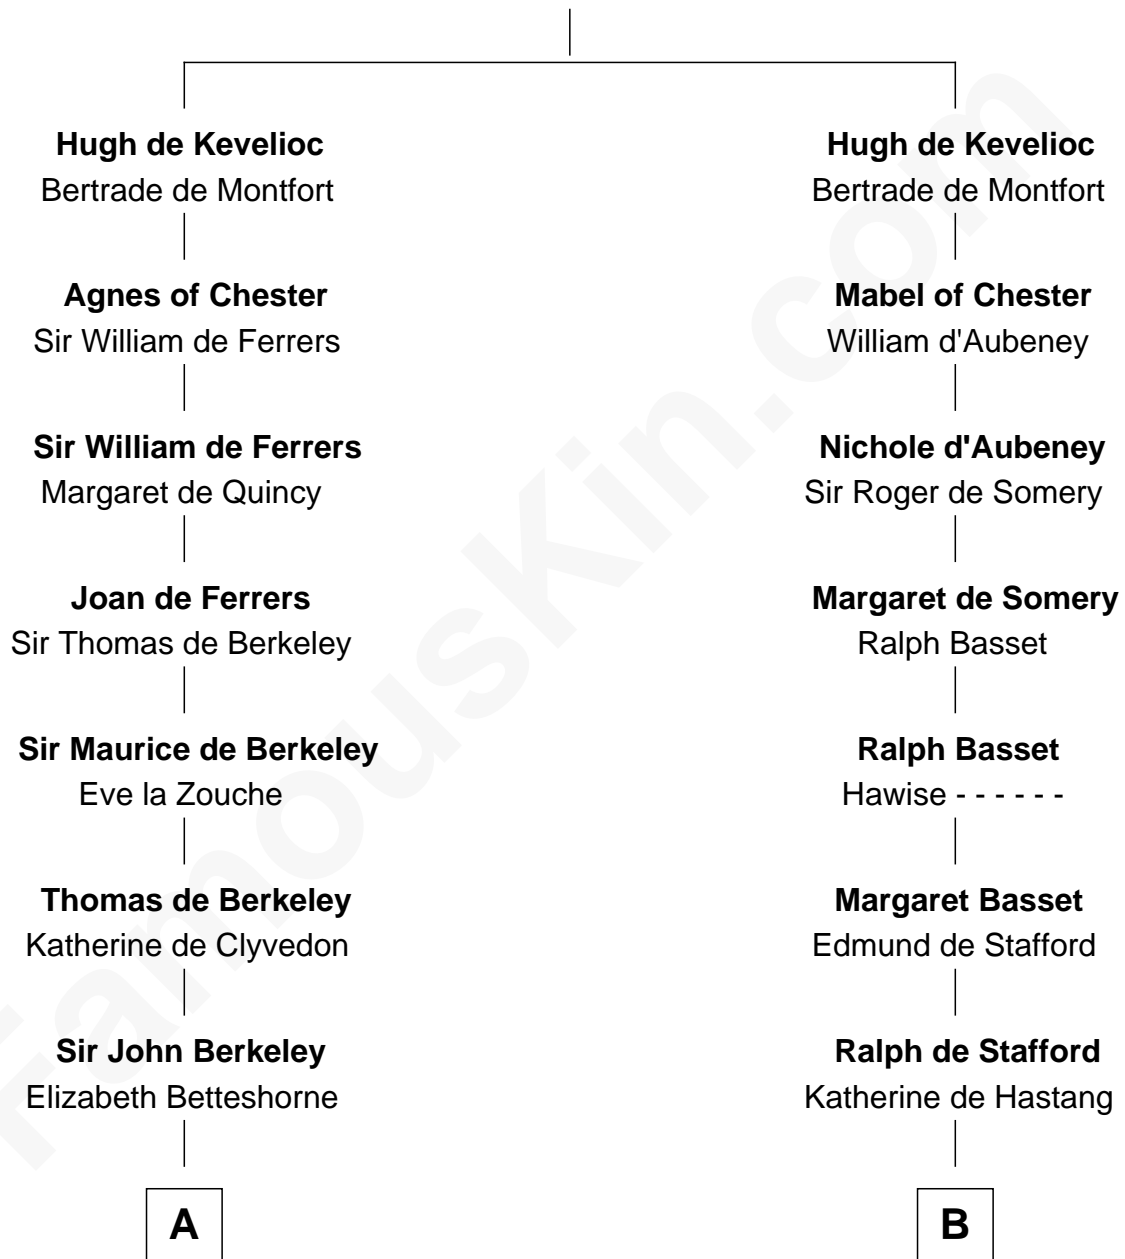 Hugh de Kevelioc
Bertrade de Montfort
Agnes of Chester
Sir William de Ferrers
Sir William de Ferrers
Margaret de Quincy
Joan de Ferrers
Sir Thomas de Berkeley
Sir Maurice de Berkeley
Eve la Zouche
Thomas de Berkeley
Katherine de Clyvedon
Sir John Berkeley
Elizabeth Betteshorne
A
Hugh de Kevelioc
Bertrade de Montfort
Mabel of Chester
William d'Aubeney
Nichole d'Aubeney
Sir Roger de Somery
Margaret de Somery
Ralph Basset
Ralph Basset
Hawise - - - - - -
Margaret Basset
Edmund de Stafford
Ralph de Stafford
Katherine de Hastang
B
FamousKin.com